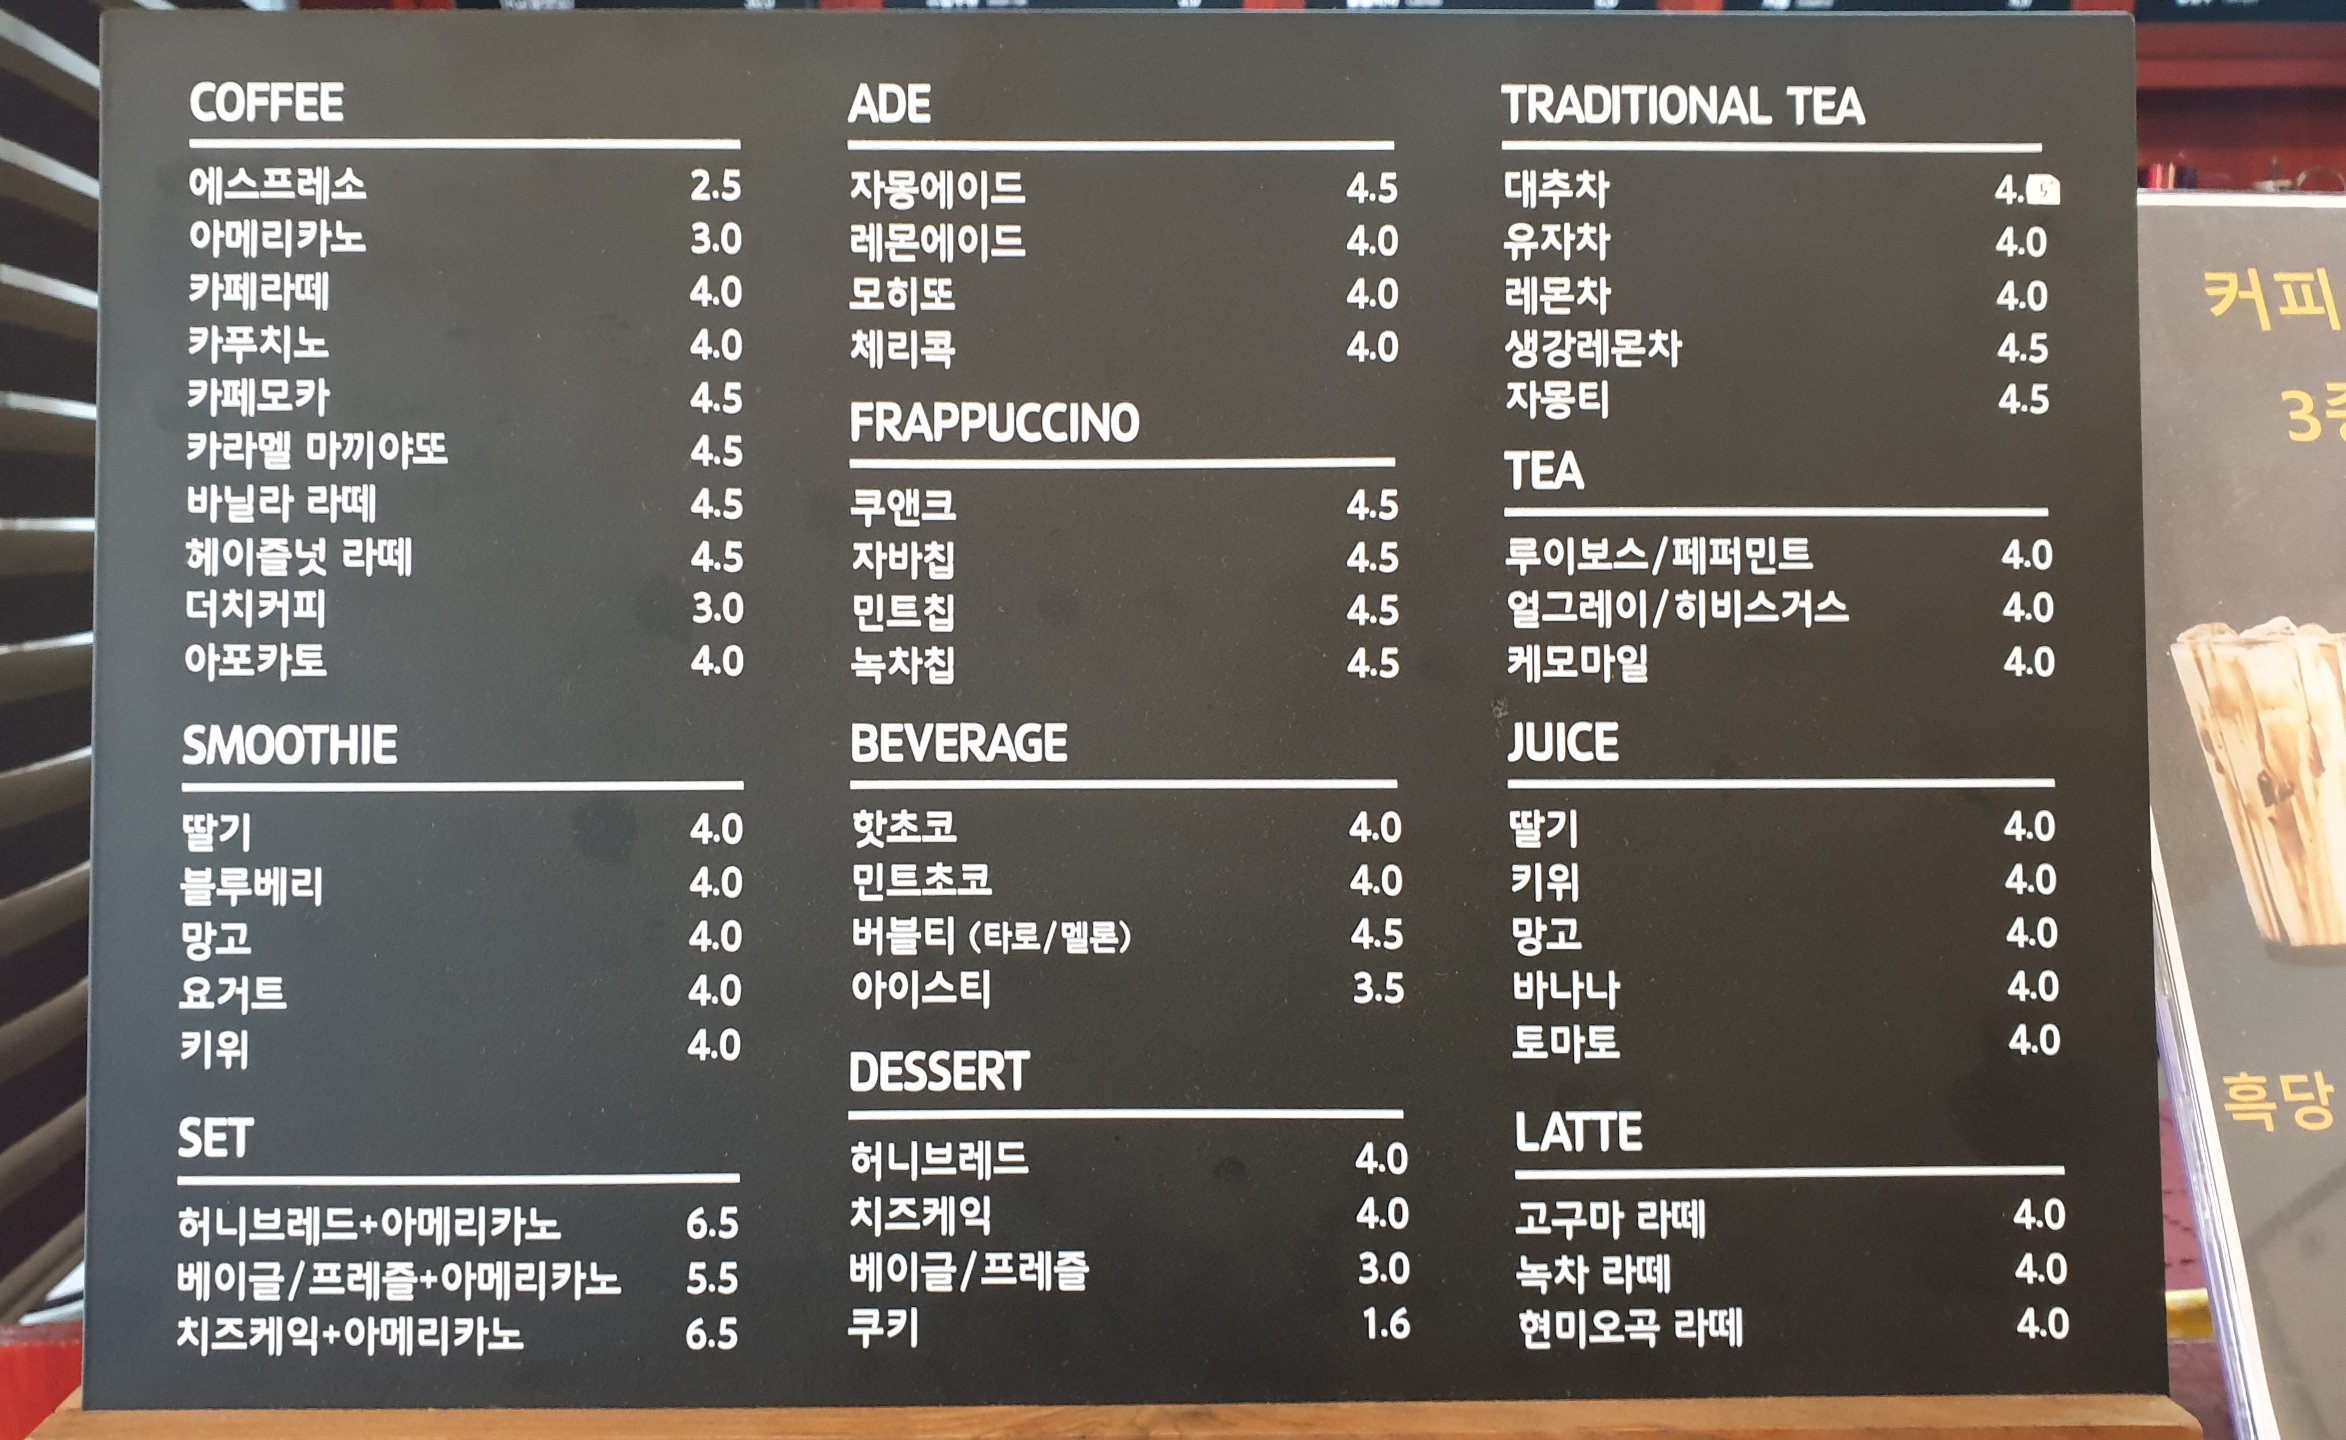 COFFEE
에스프레소 2.5
아메리카노 3.0
카페라떼 4.0
카푸치노 4.0
카페모카 4.5
카라멜 마끼야또 4.5
바닐라 라떼 4.5
헤이즐넛 라떼 4.5
더치커피 3.0
아포카토 4.0
SMOOTHIE
딸기 4.0
블루베리 4.0
망고 4.0
요거트 4.0
키위 4.0
SET
허니브레드+아메리카노 6.5
베이글/프레즐+아메리카노 5.5
치즈케익+아메리카노 6.5
ADE
자몽에이드 4.5
레몬에이드 4.0
모히또 4.0
체리콕 4.0
FRAPPUCCINO
쿠앤크 4.5
자바칩 4.5
민트칩 4.5
녹차칩 4.5
BEVERAGE
핫초코 4.0
민트초코 4.0
버블티 (타로/멜론) 4.5
아이스티 3.5
DESSERT
허니브레드 4.0
치즈케익 4.0
베이글/프레즐 3.0
쿠키 1.6
TRADITIONAL TEA
대추차
유자차 4.0
레몬차 4.0
생강레몬차 4.5
자몽티 4.5
TEA
루이보스/페퍼민트 4.0
얼그레이/히비스거스 4.0
케모마일 4.0
JUICE
딸기 4.0
키위 4.0
망고 4.0
바나나 4.0
토마토 4.0
LATTE
고구마 라떼 4.0
녹차 라떼 4.0
현미오곡 라떼 4.0
커피
흑당